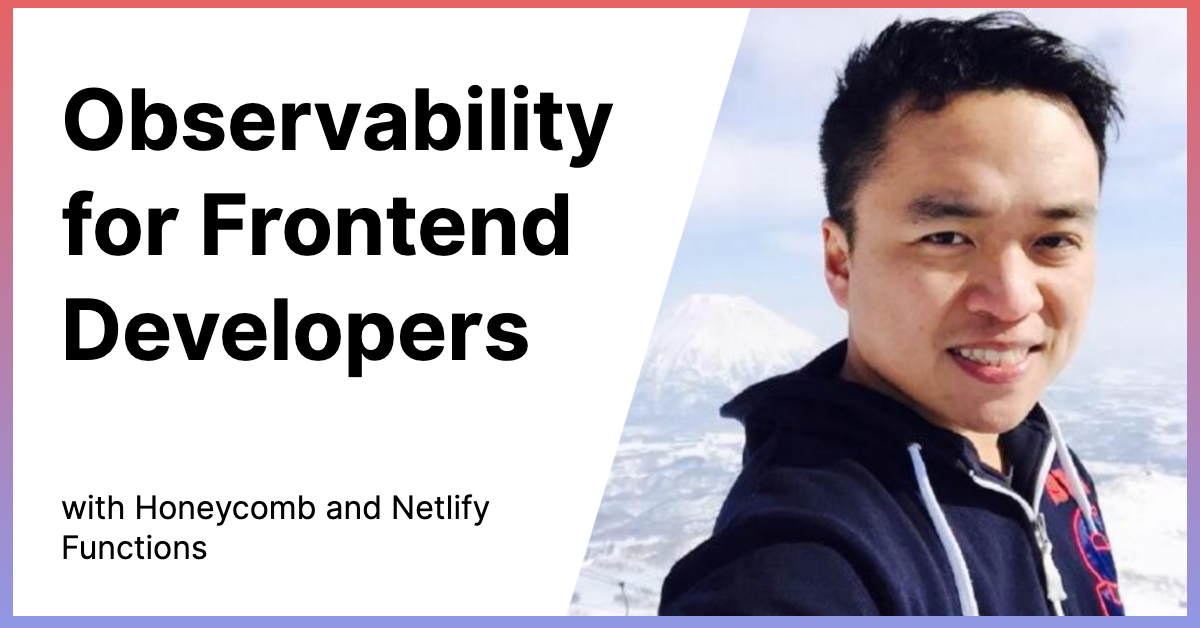 Observability
for Frontend
Developers
with Honeycomb and Netlify
Functions